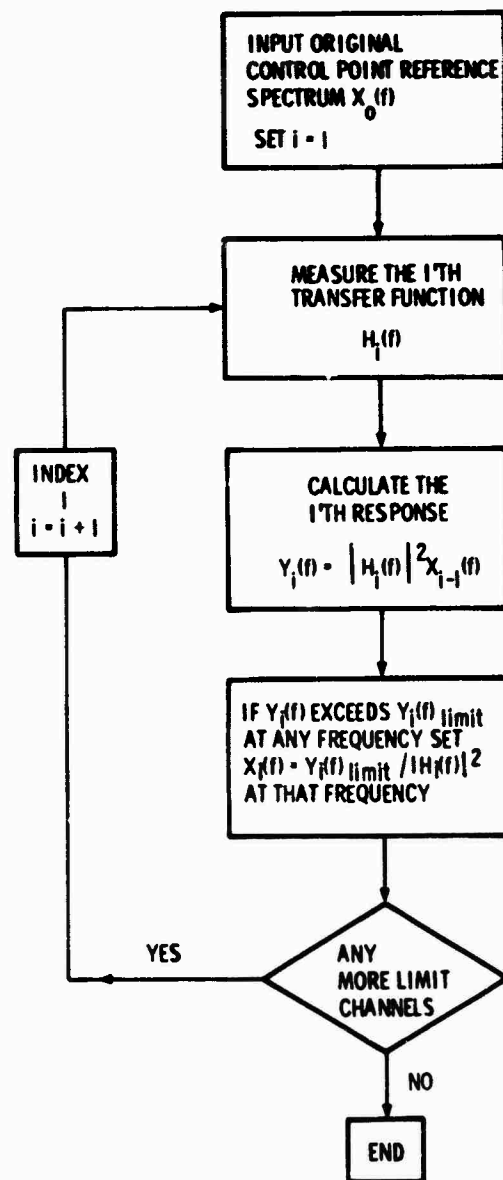 INPUT ORIGINAL
CONTROL POINT REFERENCE
SPECTRUM X₀(f)
SET i = 1
MEASURE THE I'TH
TRANSFER FUNCTION
Hᵢ(f)
INDEX
I
i = i + 1
CALCULATE THE
I'TH RESPONSE
Yᵢ(f) = |Hᵢ(f)|² Xᵢ₋₁(f)
IF Yᵢ(f) EXCEEDS Yᵢ(f) limit
AT ANY FREQUENCY SET
Xᵢ(f) = Yᵢ(f) limit / |Hᵢ(f)|²
AT THAT FREQUENCY
YES
ANY
MORE LIMIT
CHANNELS
NO
END